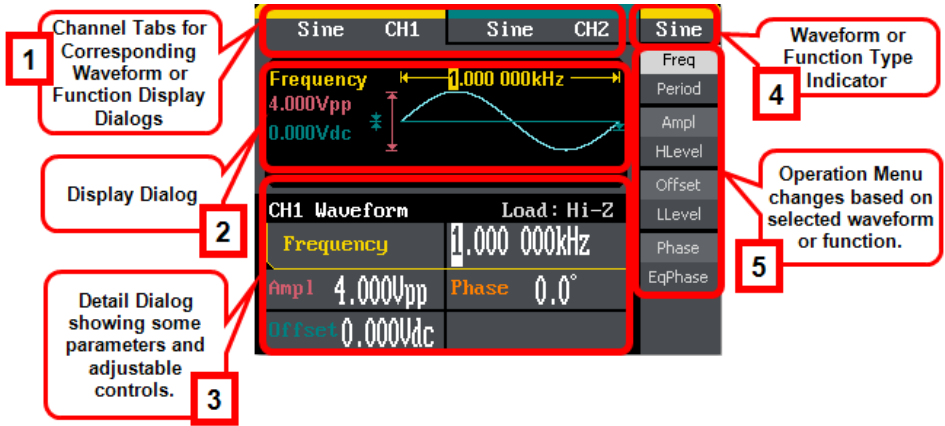 Channel Tabs for
Corresponding
Waveform or
Function Display
Dialogs
1
Sine CH1
Sine CH2
Sine
Waveform or
Function Type
Indicator
4
Frequency
1.000 000kHz
4.000Vpp
0.000Vdc
Display Dialog
2
Freq
Period
Ampl
HLevel
Offset
LLevel
Phase
EqPhase
Operation Menu
changes based on
selected waveform
or function.
5
CH1 Waveform Load: Hi-Z
Frequency 1.000 000kHz
Ampl 4.000Vpp Phase 0.0°
Offset 0.000Vdc
Detail Dialog
showing some
parameters and
adjustable
controls.
3